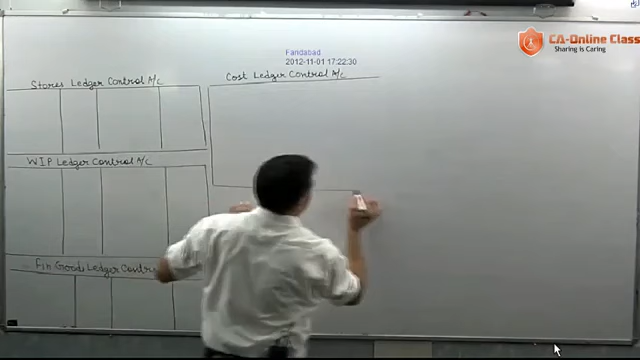 CA-Online Class
Sharing is Caring
Faridabad
2012-11-01 17:22:30
Stores Ledger Control A/c
Cost Ledger Control A/c
WIP Ledger Control A/c
Fin Goods Ledger Control